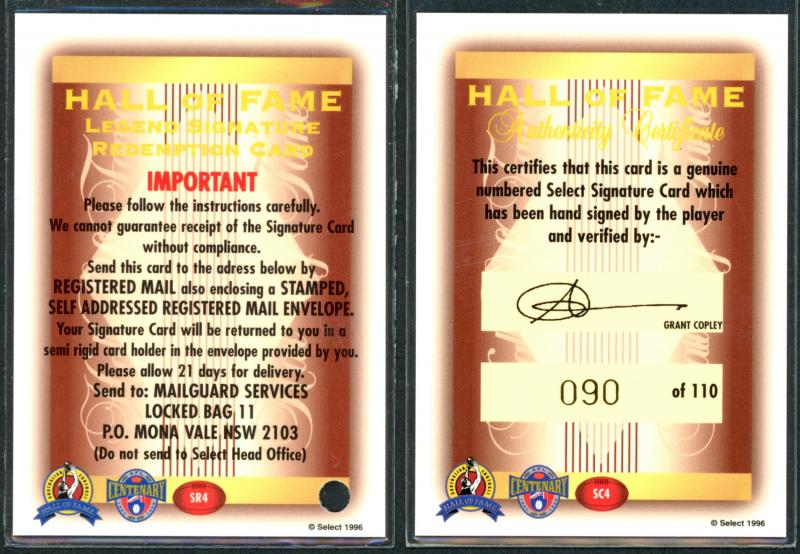 HALL OF FAME
LEGEND SIGNATURE
REDEMPTION CARD
IMPORTANT
Please follow the instructions carefully.
We cannot guarantee receipt of the Signature Card
without compliance.
Send this card to the adress below by
REGISTERED MAIL also enclosing a STAMPED,
SELF ADDRESSED REGISTERED MAIL ENVELOPE.
Your Signature Card will be returned to you in a
semi rigid card holder in the envelope provided by you.
Please allow 21 days for delivery.
Send to: MAILGUARD SERVICES
LOCKED BAG 11
P.O. MONA VALE NSW 2103
(Do not send to Select Head Office)
HALL OF FAME
AFL
CENTENARY
SR4
© Select 1996
HALL OF FAME
Authenticity Certificate
This certifies that this card is a genuine
numbered Select Signature Card which
has been hand signed by the player
and verified by:-
GRANT COPLEY
090 of 110
HALL OF FAME
AFL
CENTENARY
SC4
© Select 1996